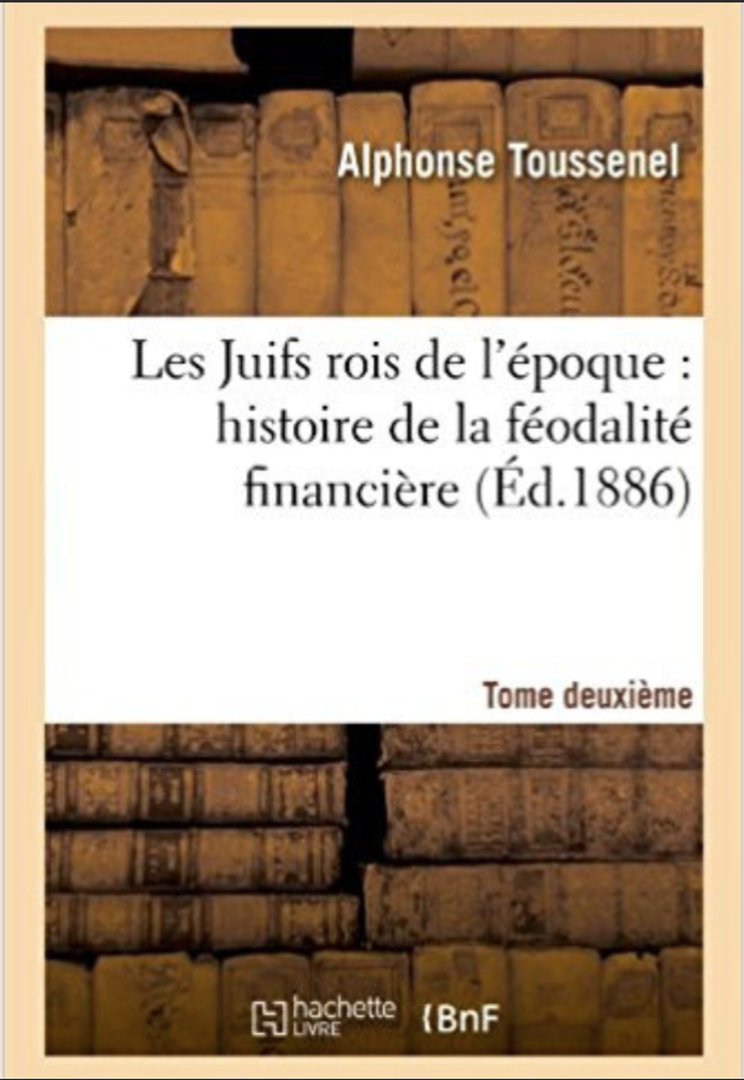 Alphonse Toussenel
Les Juifs rois de l'époque :
histoire de la féodalité
financière (Éd.1886)
Tome deuxième
hachette
LIVRE
{BnF